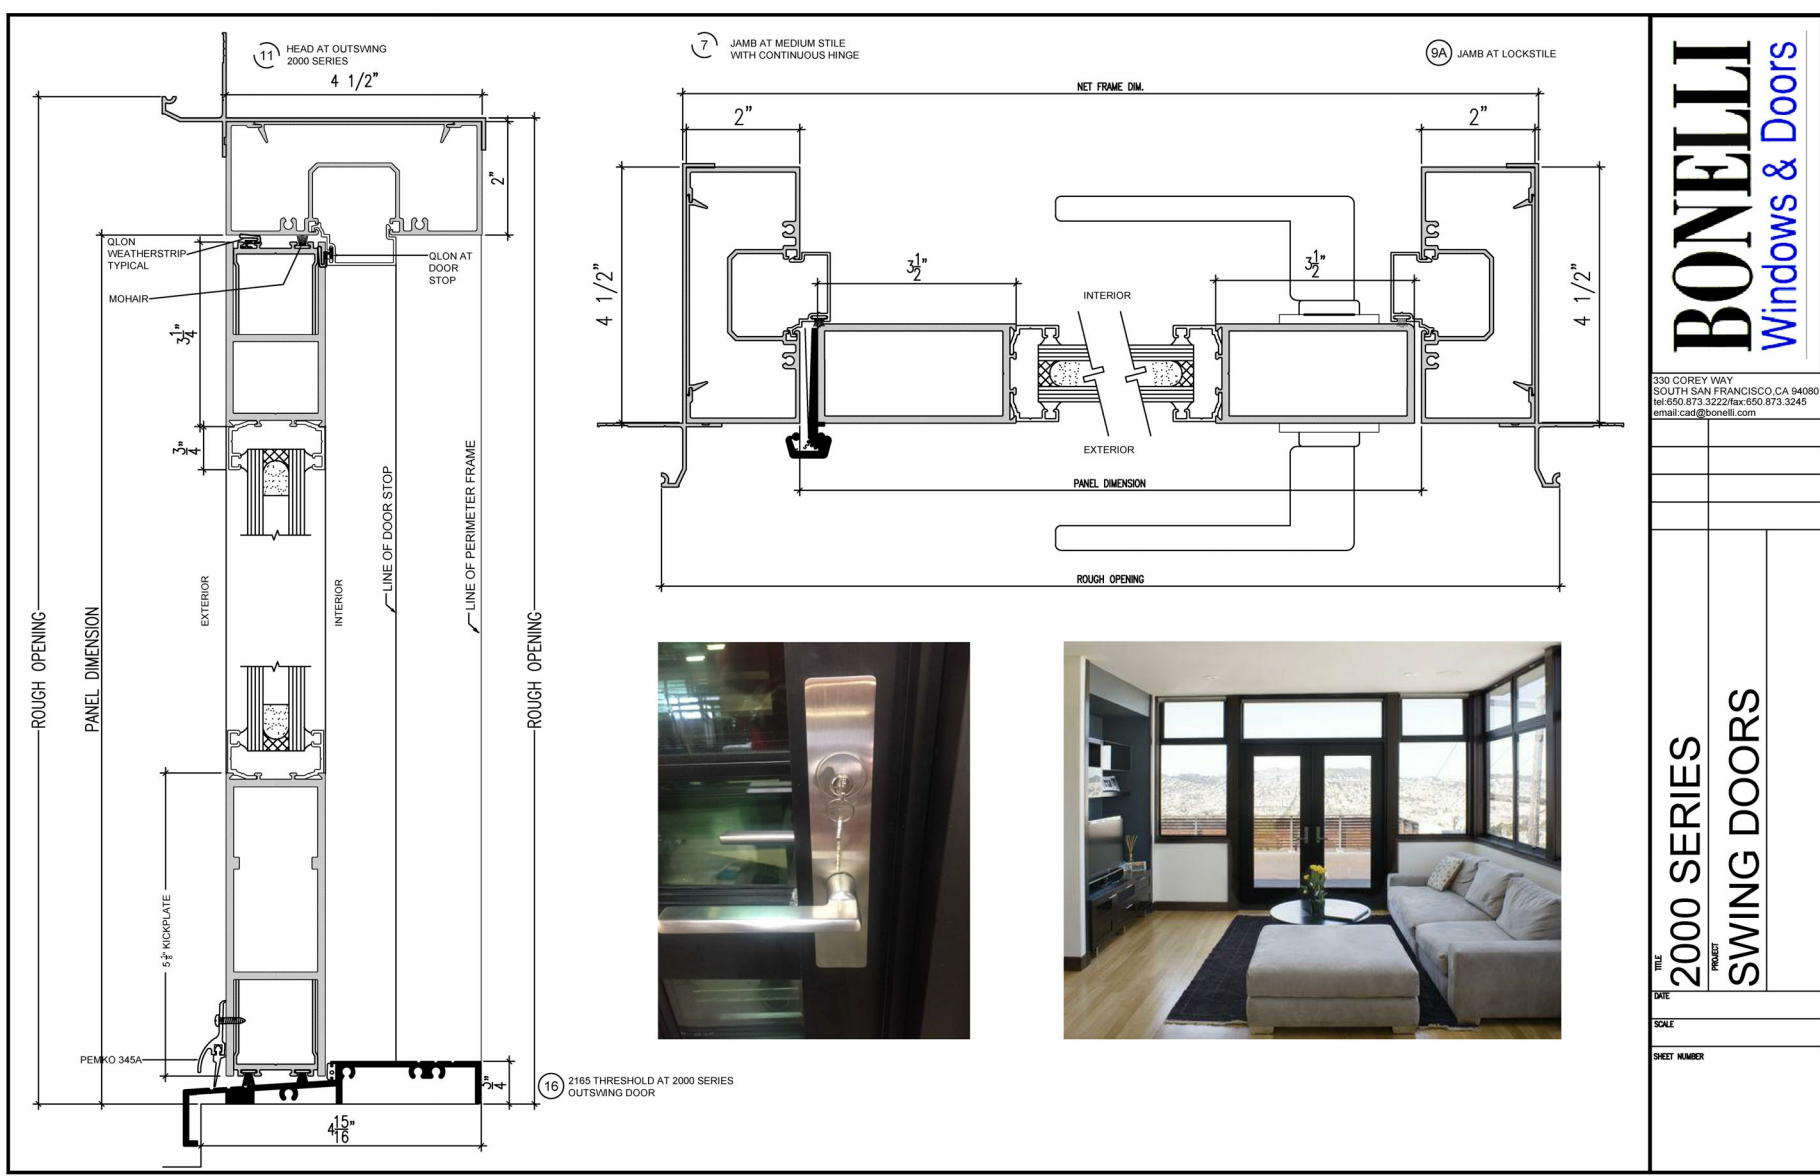 11
HEAD AT OUTSWING
2000 SERIES
4 1/2"
2"
QLON
WEATHERSTRIP
TYPICAL
QLON AT
DOOR
STOP
MOHAIR
3 1/4"
3/4"
ROUGH OPENING
PANEL DIMENSION
EXTERIOR
INTERIOR
LINE OF DOOR STOP
LINE OF PERIMETER FRAME
ROUGH OPENING
PEMKO 345A
3/4"
4 15/16"
16
2165 THRESHOLD AT 2000 SERIES
OUTSWING DOOR
7
JAMB AT MEDIUM STILE
WITH CONTINUOUS HINGE
9A
JAMB AT LOCKSTILE
NET FRAME DIM.
2"
2"
4 1/2"
3 1/2"
3 1/2"
4 1/2"
INTERIOR
EXTERIOR
PANEL DIMENSION
ROUGH OPENING
BONELLI
Windows & Doors
330 COREY WAY
SOUTH SAN FRANCISCO,CA 94080
tel:650.873.3222/fax:650.873.3245
email:cad@bonelli.com
TITLE
2000 SERIES
PROJECT
SWING DOORS
DATE
SCALE
SHEET NUMBER
KICKPLATE